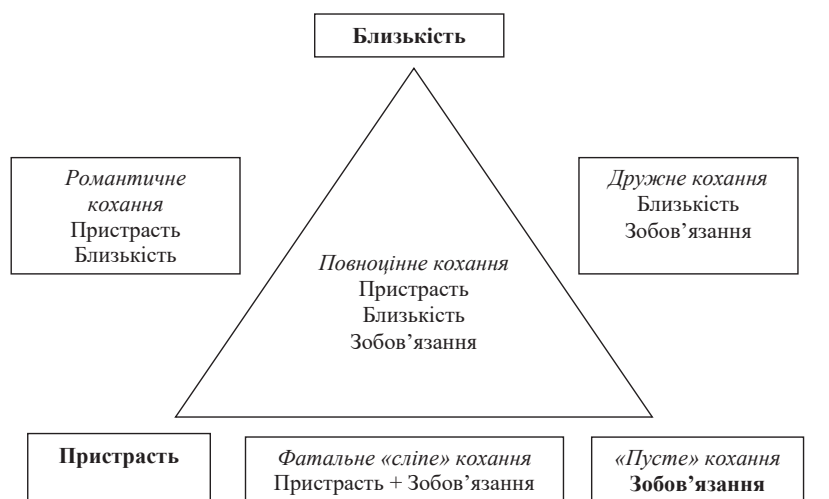 Близькість
Романтичне
кохання
Пристрасть
Близькість
Дружне кохання
Близькість
Зобов’язання
Повноцінне кохання
Пристрасть
Близькість
Зобов’язання
Пристрасть
Фатальне «сліпе» кохання
Пристрасть + Зобов’язання
«Пусте» кохання
Зобов’язання